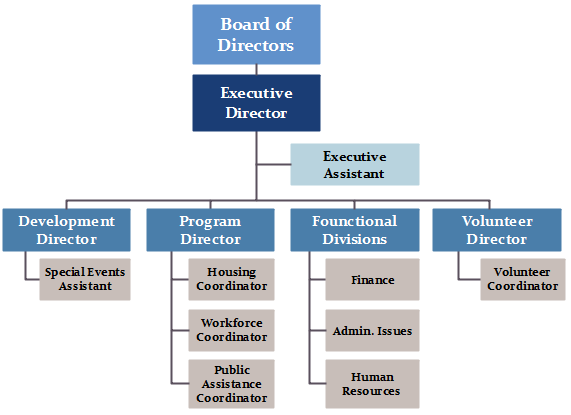 Board of
Directors
Executive
Director
Executive
Assistant
Development
Director
Program
Director
Founctional
Divisions
Volunteer
Director
Special Events
Assistant
Housing
Coordinator
Finance
Volunteer
Coordinator
Workforce
Coordinator
Admin. Issues
Public
Assistance
Coordinator
Human
Resources